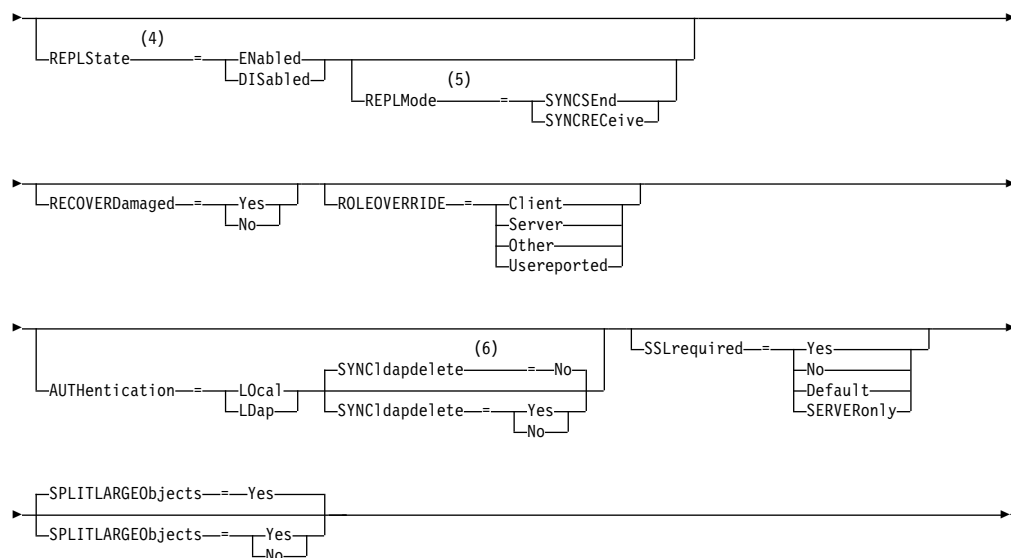 (4)
REPLState = ENabled
DISabled
(5)
REPLMode = SYNCSEnd
SYNCRECeive
RECOVERDamaged = Yes
No
ROLEOVERRIDE = Client
Server
Other
Usereported
(6)
SYNCldapdelete = No
AUTHentication = LOcal
LDap
SYNCldapdelete = Yes
No
SSLrequired = Yes
No
Default
SERVERonly
SPLITLARGEObjects = Yes
SPLITLARGEObjects = Yes
No